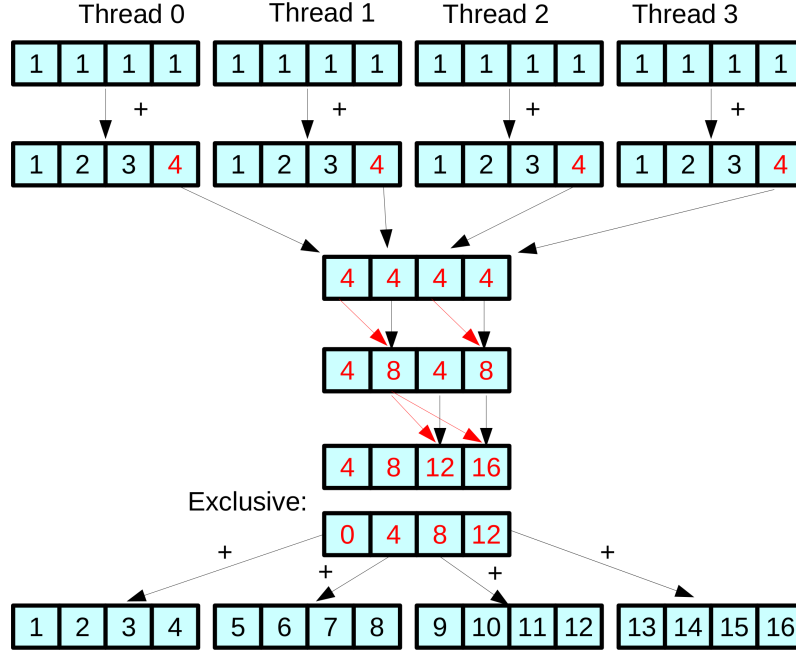 Thread 0 Thread 1 Thread 2 Thread 3
1 1 1 1 1 1 1 1 1 1 1 1 1 1 1 1
+ + + +
1 2 3 4 1 2 3 4 1 2 3 4 1 2 3 4
4 4 4 4
4 8 4 8
4 8 12 16
Exclusive:
0 4 8 12
+ + + +
1 2 3 4 5 6 7 8 9 10 11 12 13 14 15 16